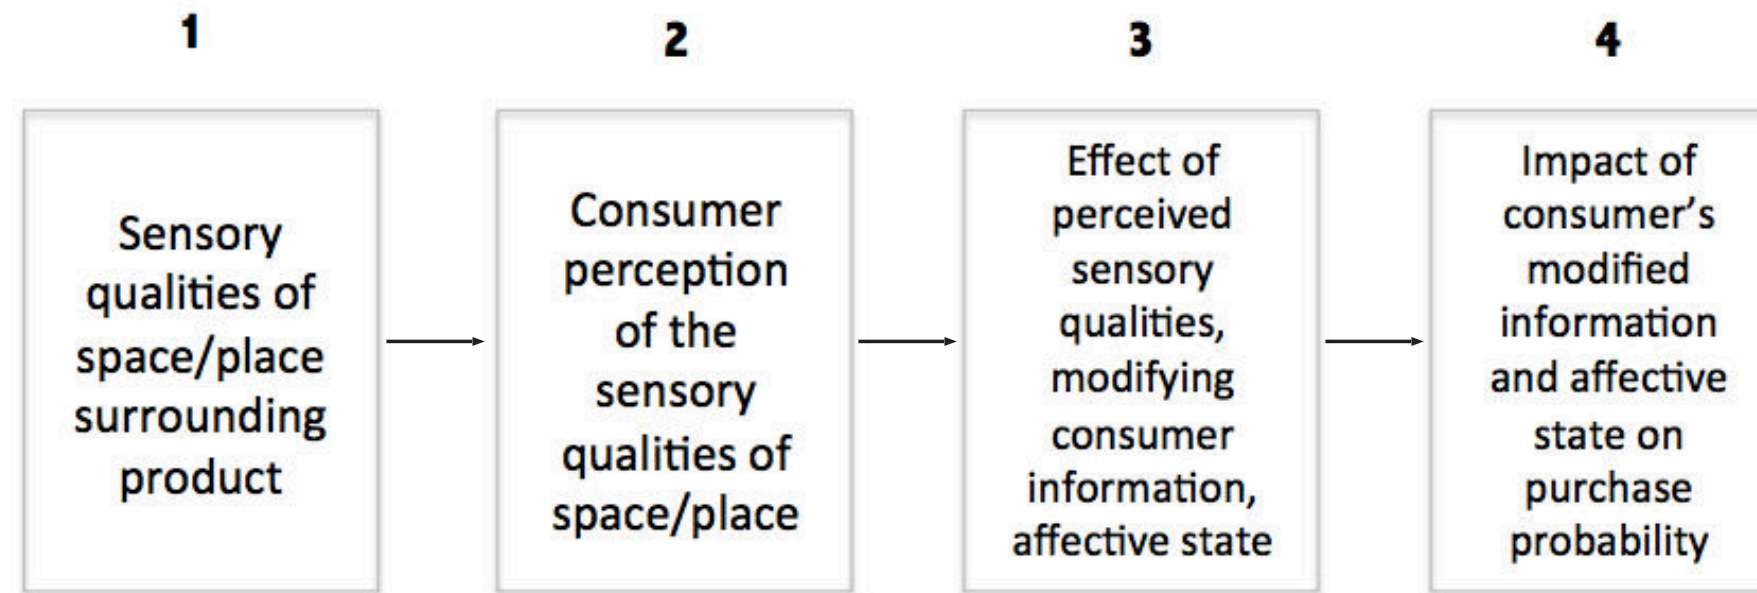 1
Sensory
qualities of
space/place
surrounding
product
2
Consumer
perception
of the
sensory
qualities of
space/place
3
Effect of
perceived
sensory
qualities,
modifying
consumer
information,
affective state
4
Impact of
consumer’s
modified
information
and affective
state on
purchase
probability